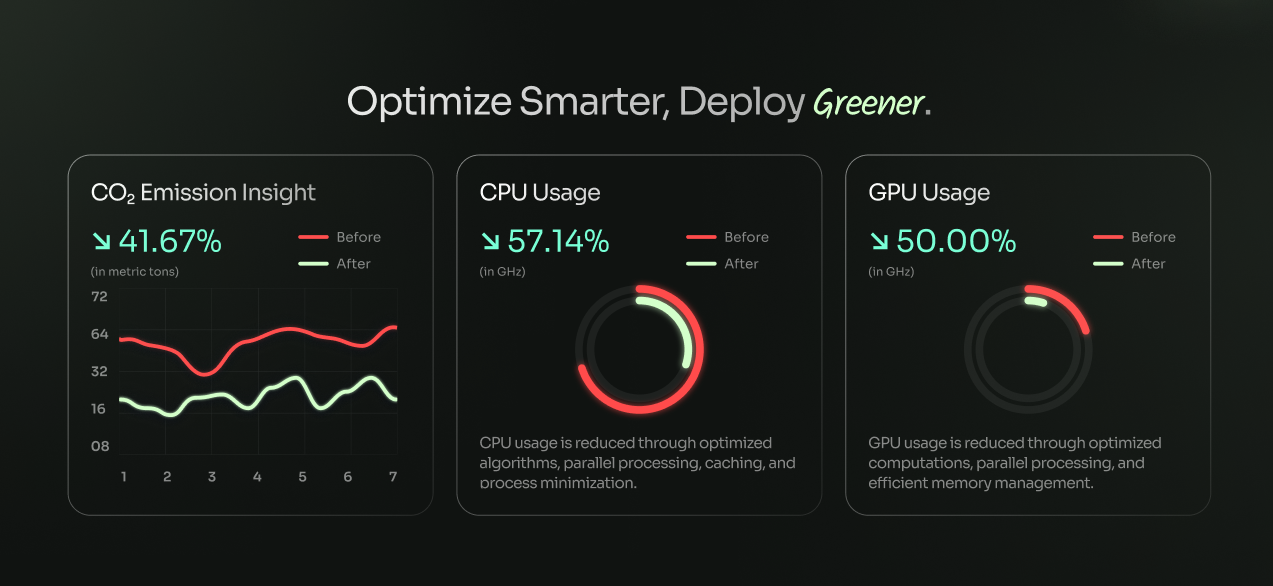 Optimize Smarter, Deploy Greener.
CO₂ Emission Insight
41.67%
Before
(in metric tons)
After
72
64
32
16
08
1 2 3 4 5 6 7
CPU Usage
57.14%
Before
(in GHz)
After
CPU usage is reduced through optimized
algorithms, parallel processing, caching, and
process minimization.
GPU Usage
50.00%
Before
(in GHz)
After
GPU usage is reduced through optimized
computations, parallel processing, and
efficient memory management.